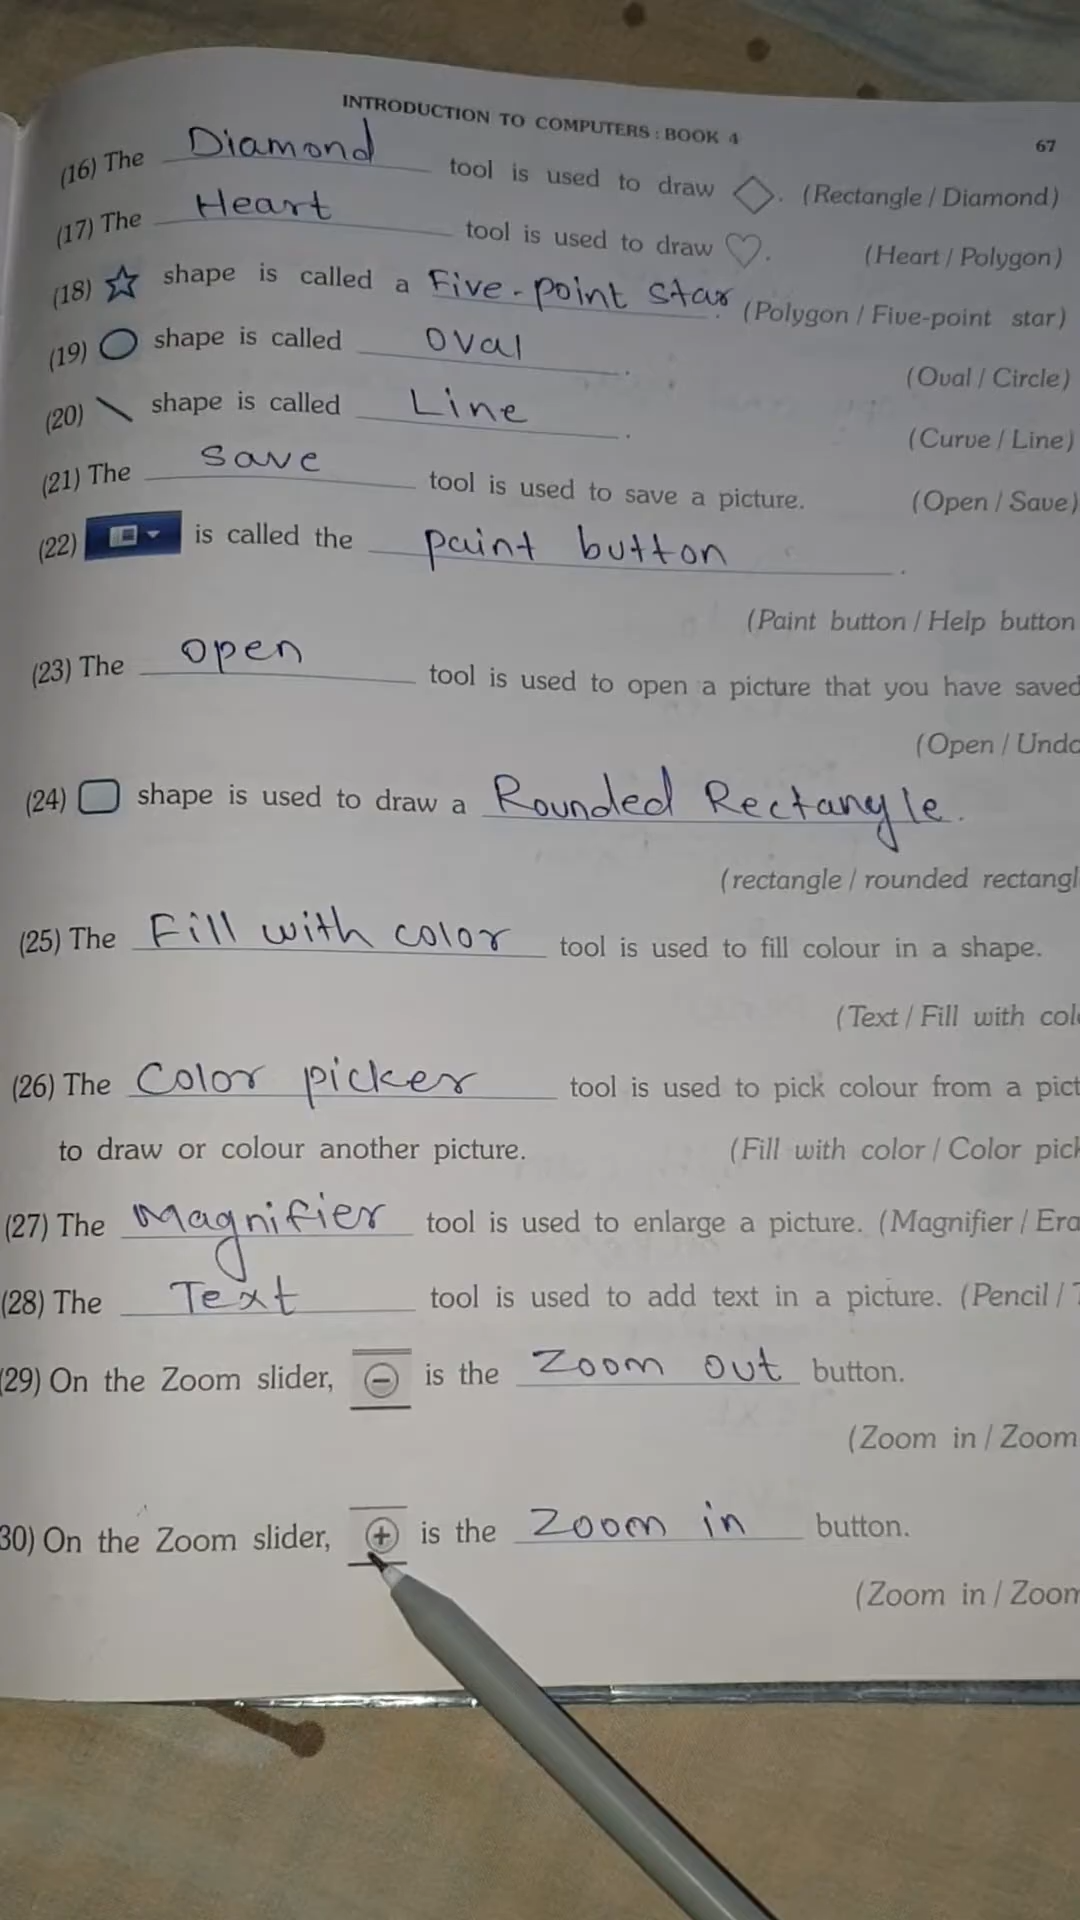 INTRODUCTION TO COMPUTERS : BOOK 4 67
(16) The Diamond tool is used to draw . (Rectangle / Diamond)
(17) The Heart tool is used to draw . (Heart / Polygon)
(18) shape is called a Five-point star. (Polygon / Five-point star)
(19) shape is called oval . (Oval / Circle)
(20) shape is called Line . (Curve / Line)
(21) The save tool is used to save a picture. (Open / Save)
(22) is called the paint button .
(Paint button / Help button
(23) The open tool is used to open a picture that you have saved
(Open / Undo
(24) shape is used to draw a Rounded Rectangle.
(rectangle / rounded rectangl
(25) The Fill with color tool is used to fill colour in a shape.
(Text / Fill with col
(26) The Color picker tool is used to pick colour from a pict
to draw or colour another picture. (Fill with color / Color pick
(27) The Magnifier tool is used to enlarge a picture. (Magnifier / Era
(28) The Text tool is used to add text in a picture. (Pencil / T
(29) On the Zoom slider, is the Zoom out button.
(Zoom in / Zoom
30) On the Zoom slider, is the Zoom in button.
(Zoom in / Zoom